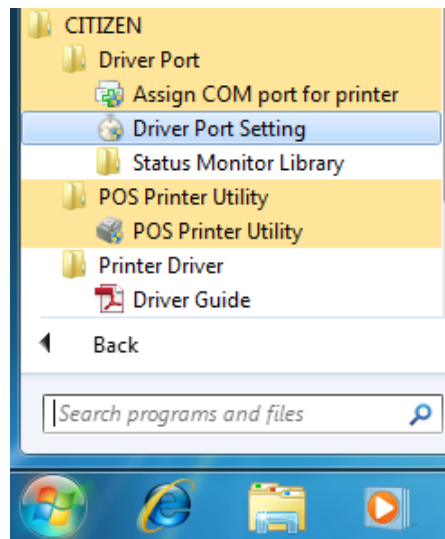 CITIZEN
Driver Port
Assign COM port for printer
Driver Port Setting
Status Monitor Library
POS Printer Utility
POS Printer Utility
Printer Driver
Driver Guide
Back
Search programs and files